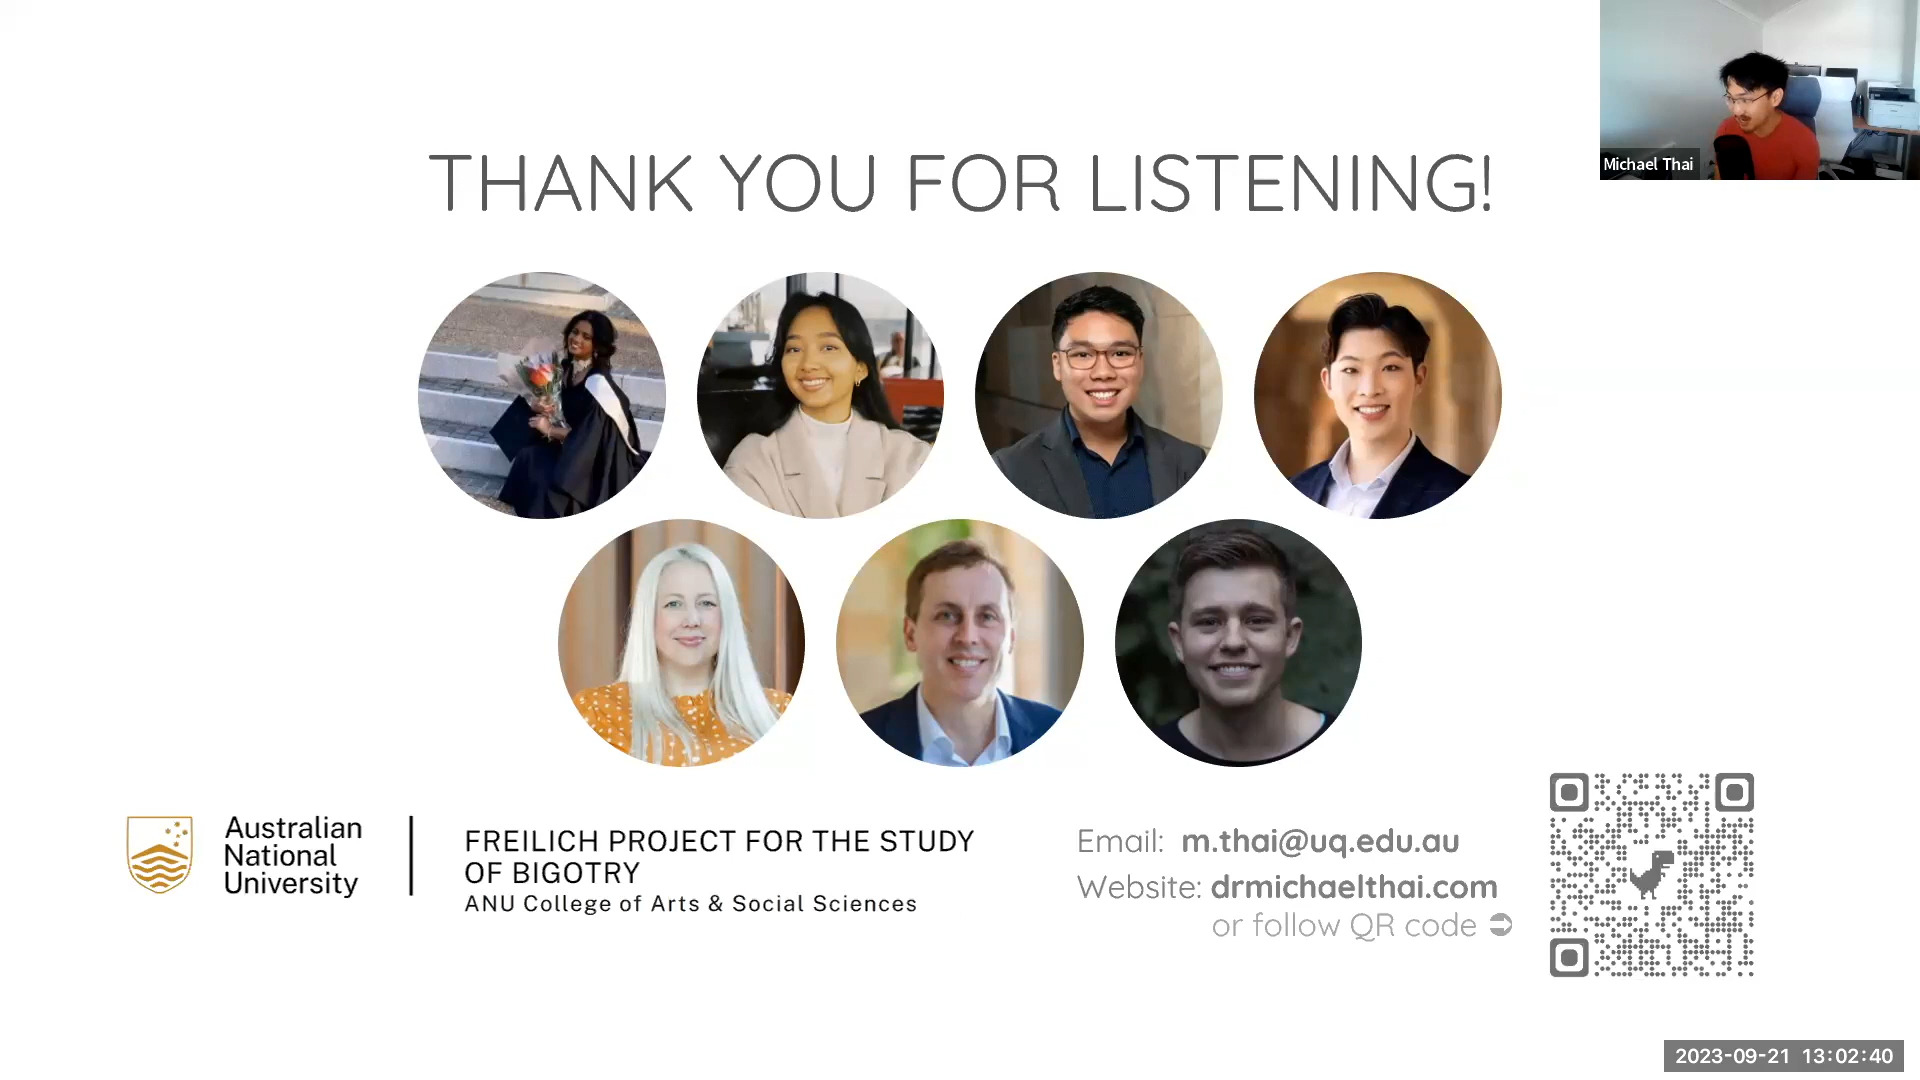 Michael Thai
THANK YOU FOR LISTENING!
Australian
National
University
FREILICH PROJECT FOR THE STUDY
OF BIGOTRY
ANU College of Arts & Social Sciences
Email: m.thai@uq.edu.au
Website: drmichaelthai.com
or follow QR code ➲
2023-09-21 13:02:40